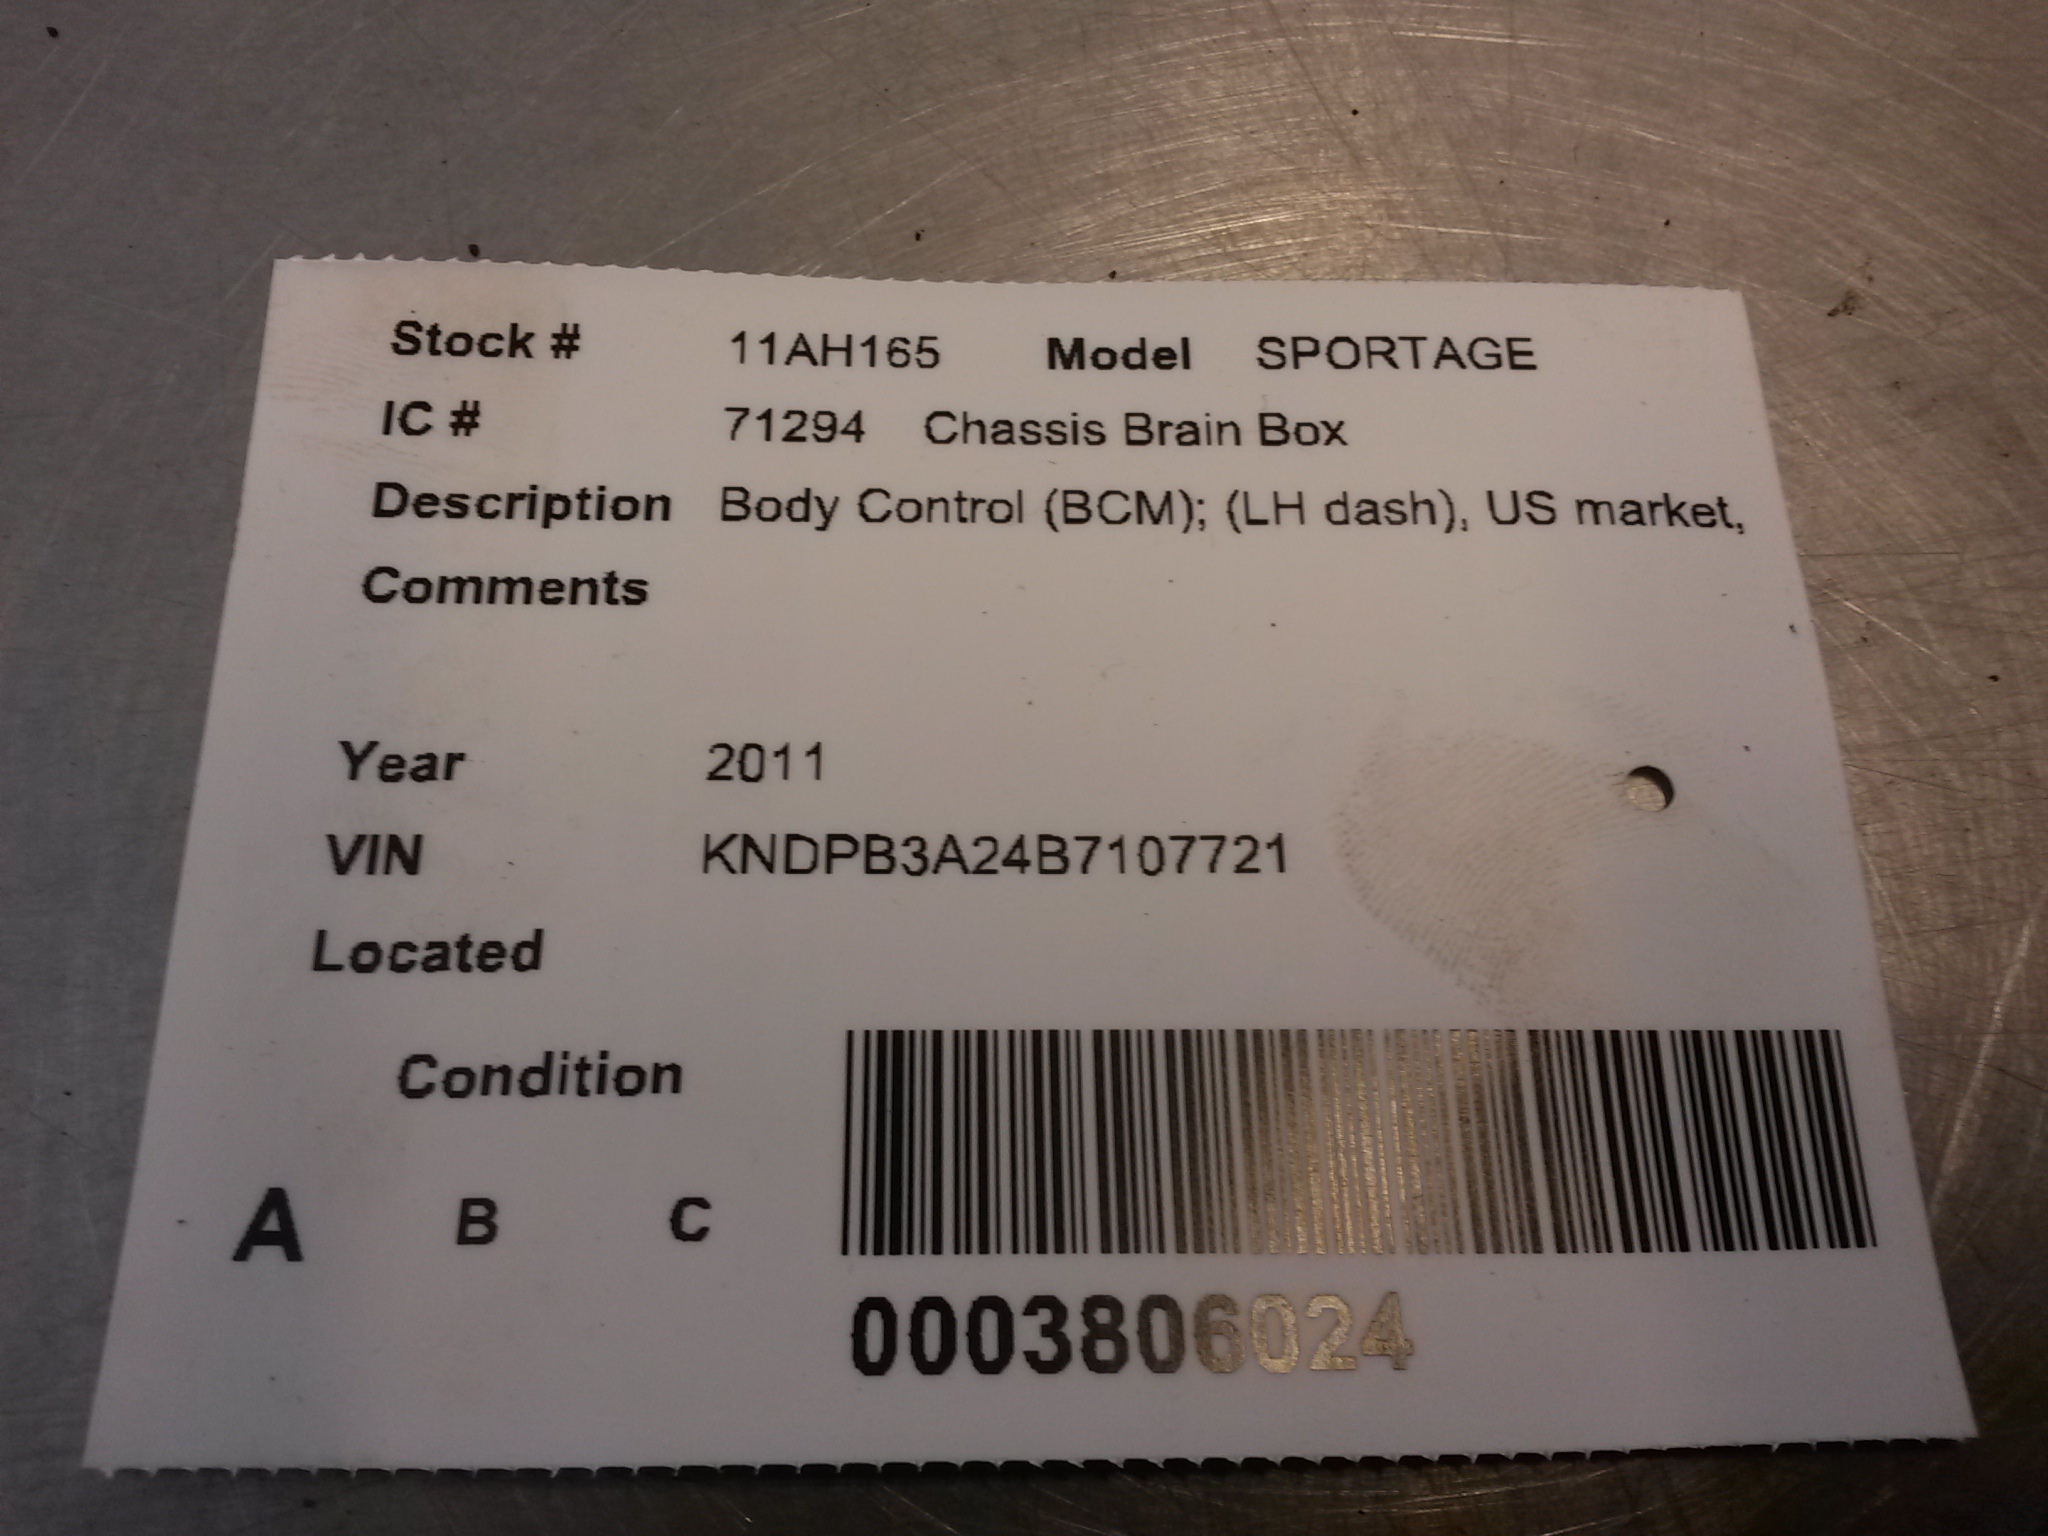 Stock # 11AH165 Model SPORTAGE
IC # 71294 Chassis Brain Box
Description Body Control (BCM); (LH dash), US market,
Comments
Year 2011
VIN KNDPB3A24B7107721
Located
Condition
A B C
0003806024